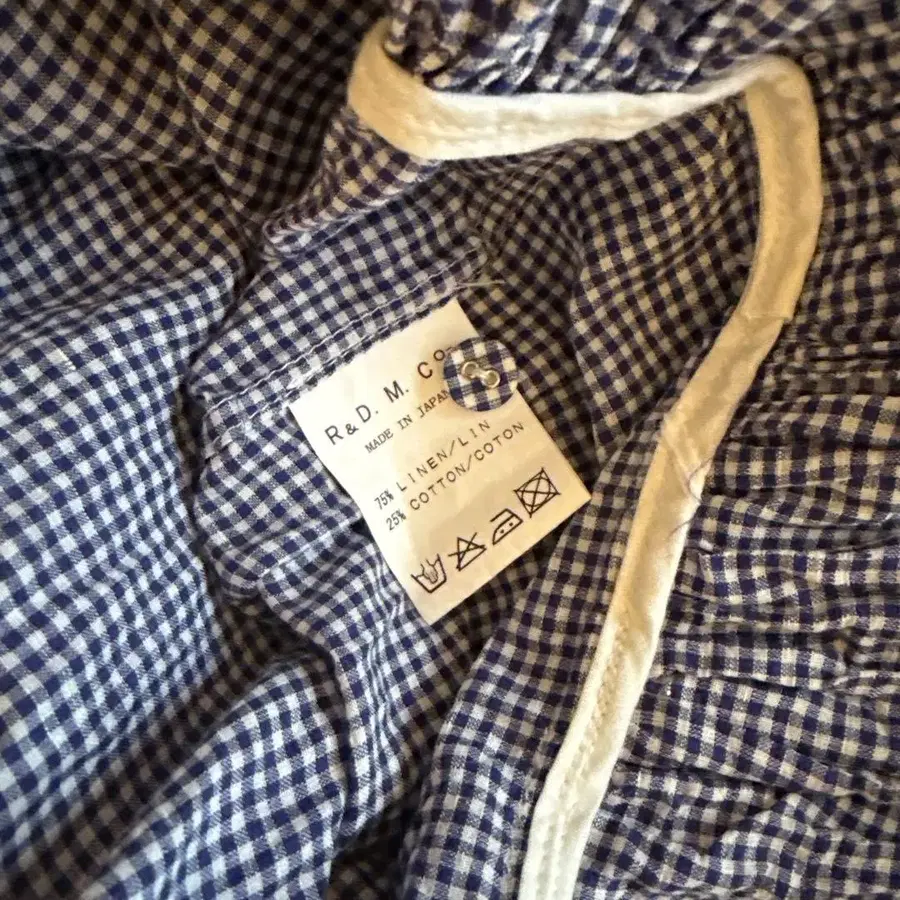 R&D. M. Co
MADE IN JAPAN
75% LINEN/LIN
25% COTTON/COTON